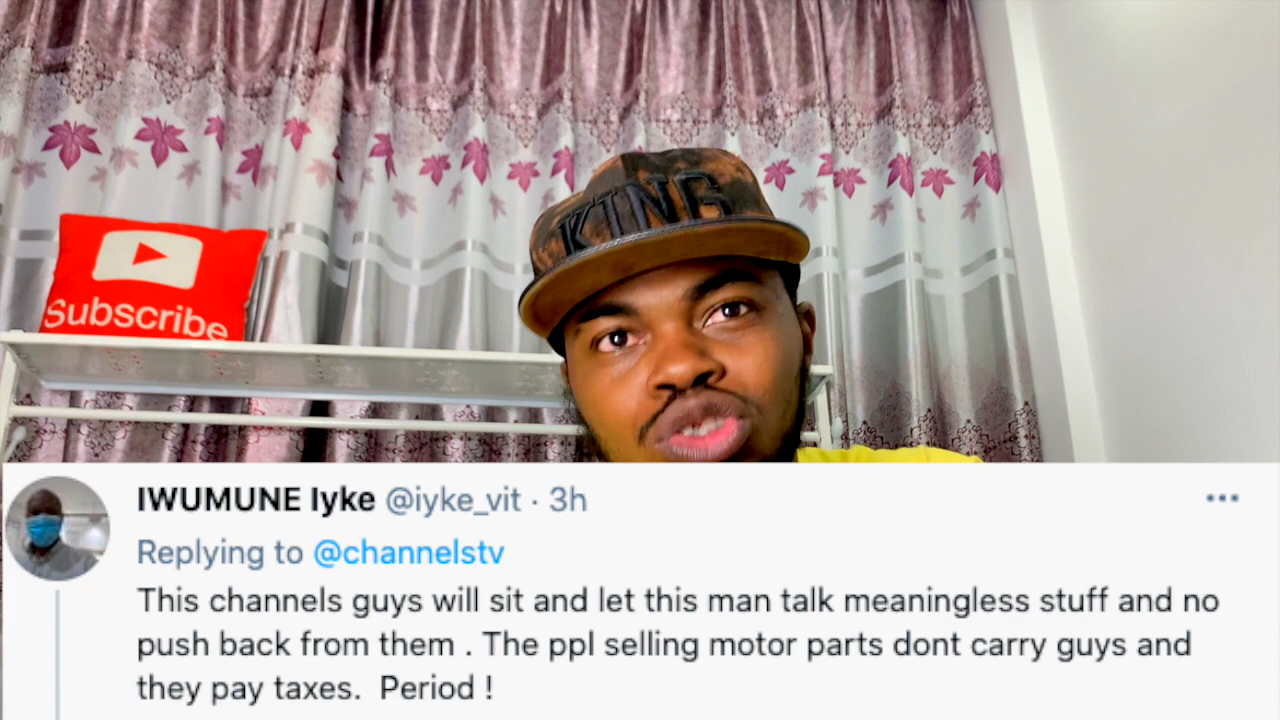 KING
Subscribe
IWUMUNE Iyke @iyke_vit · 3h
Replying to @channelstv
This channels guys will sit and let this man talk meaningless stuff and no
push back from them . The ppl selling motor parts dont carry guys and
they pay taxes.  Period !